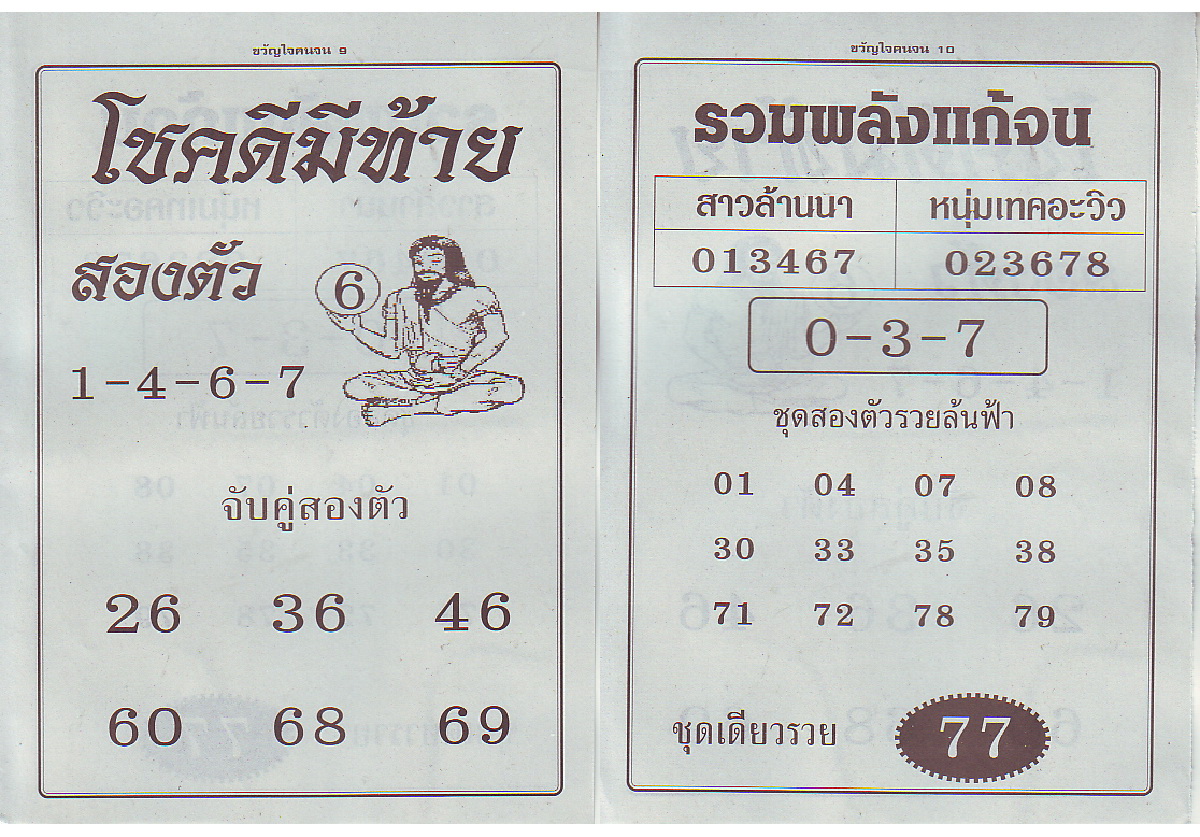 ขวัญใจคนจน 9
โชคดีมีท้าย
สองตัว
6
1-4-6-7
จับคู่สองตัว
26 36 46
60 68 69
ขวัญใจคนจน 10
รวมพลังแก้จน
สาวล้านนา หนุ่มเทคอะวิว
013467 023678
0-3-7
ชุดสองตัวรวยล้นฟ้า
01 04 07 08
30 33 35 38
71 72 78 79
ชุดเดียวรวย 77